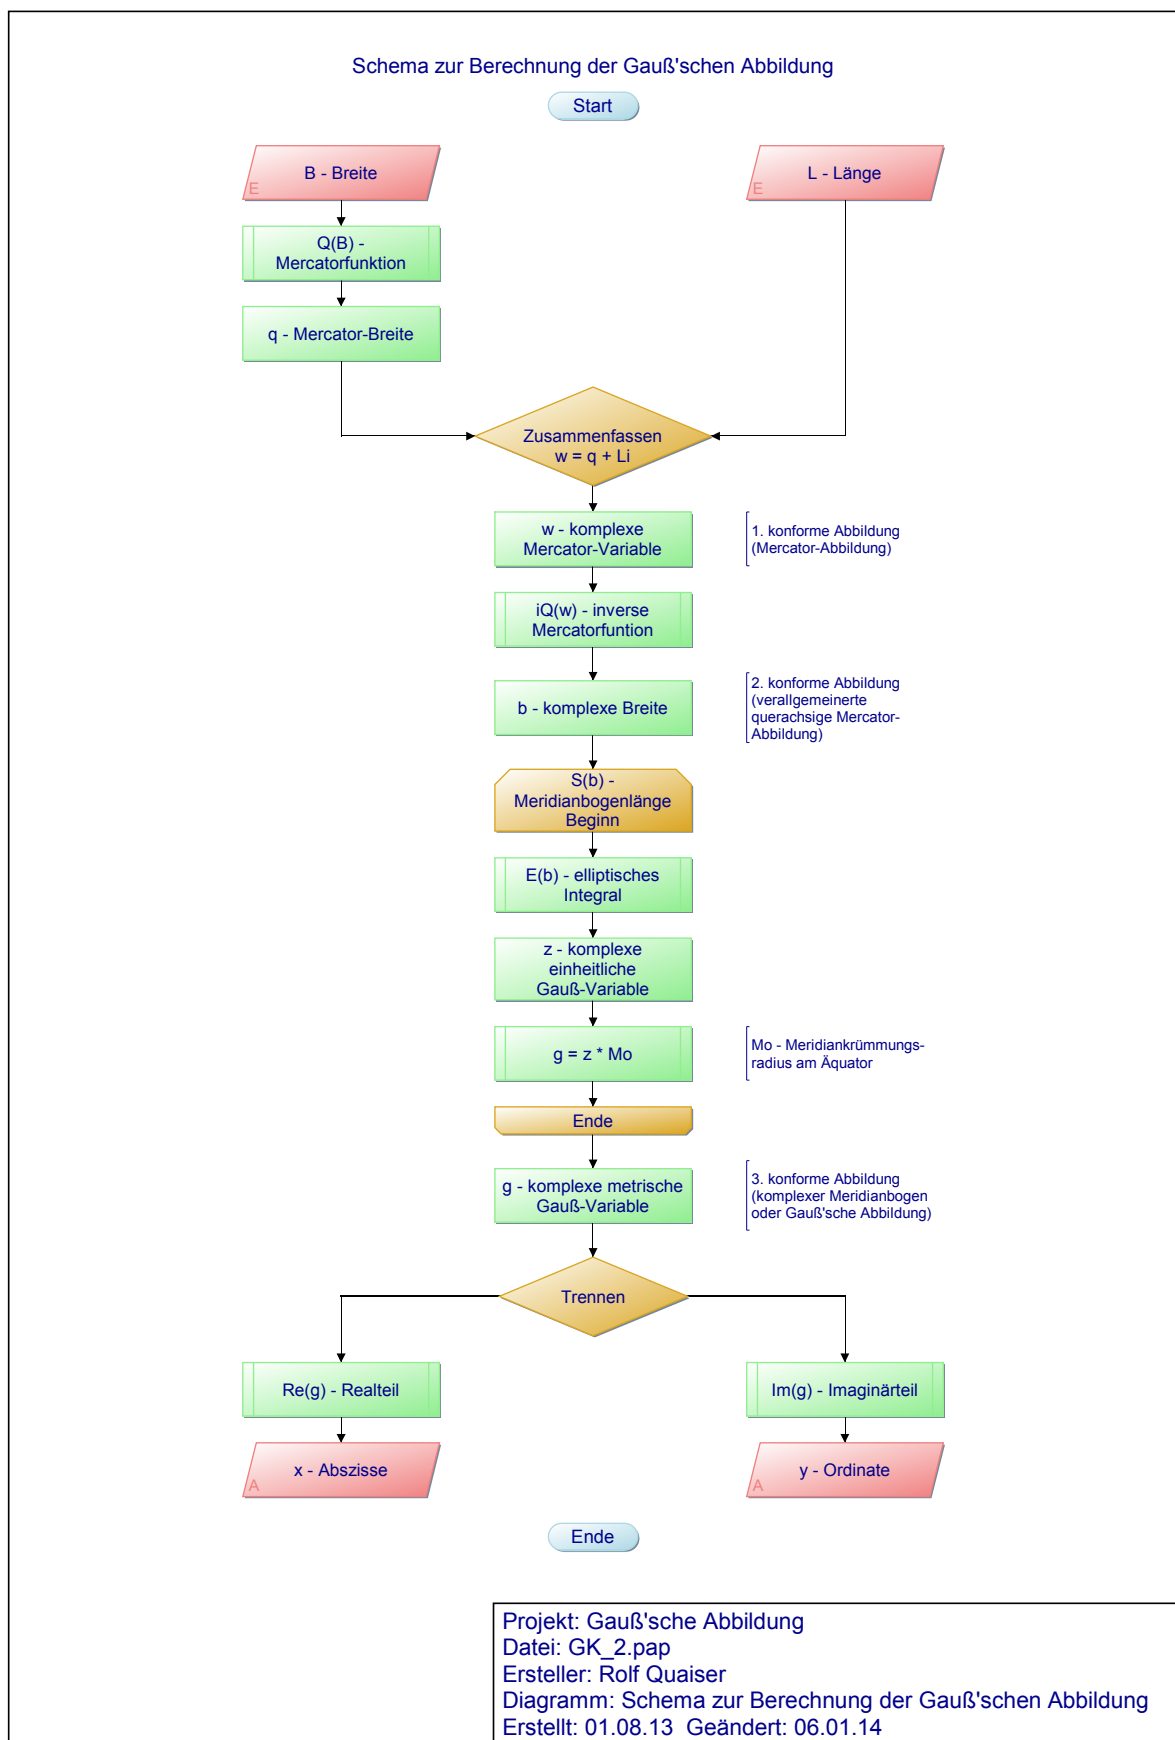 Schema zur Berechnung der Gauß'schen Abbildung
Start
B - Breite
E
L - Länge
E
Q(B) -
Mercatorfunktion
q - Mercator-Breite
Zusammenfassen
w = q + Li
w - komplexe
Mercator-Variable
1. konforme Abbildung
(Mercator-Abbildung)
iQ(w) - inverse
Mercatorfuntion
b - komplexe Breite
2. konforme Abbildung
(verallgemeinerte
querachsige Mercator-
Abbildung)
S(b) -
Meridianbogenlänge
Beginn
E(b) - elliptisches
Integral
z - komplexe
einheitliche
Gauß-Variable
g = z * Mo
Mo - Meridiankrümmungs-
radius am Äquator
Ende
g - komplexe metrische
Gauß-Variable
3. konforme Abbildung
(komplexer Meridianbogen
oder Gauß'sche Abbildung)
Trennen
Re(g) - Realteil
Im(g) - Imaginärteil
x - Abszisse
A
y - Ordinate
A
Ende
Projekt: Gauß'sche Abbildung
Datei: GK_2.pap
Ersteller: Rolf Quaiser
Diagramm: Schema zur Berechnung der Gauß'schen Abbildung
Erstellt: 01.08.13 Geändert: 06.01.14